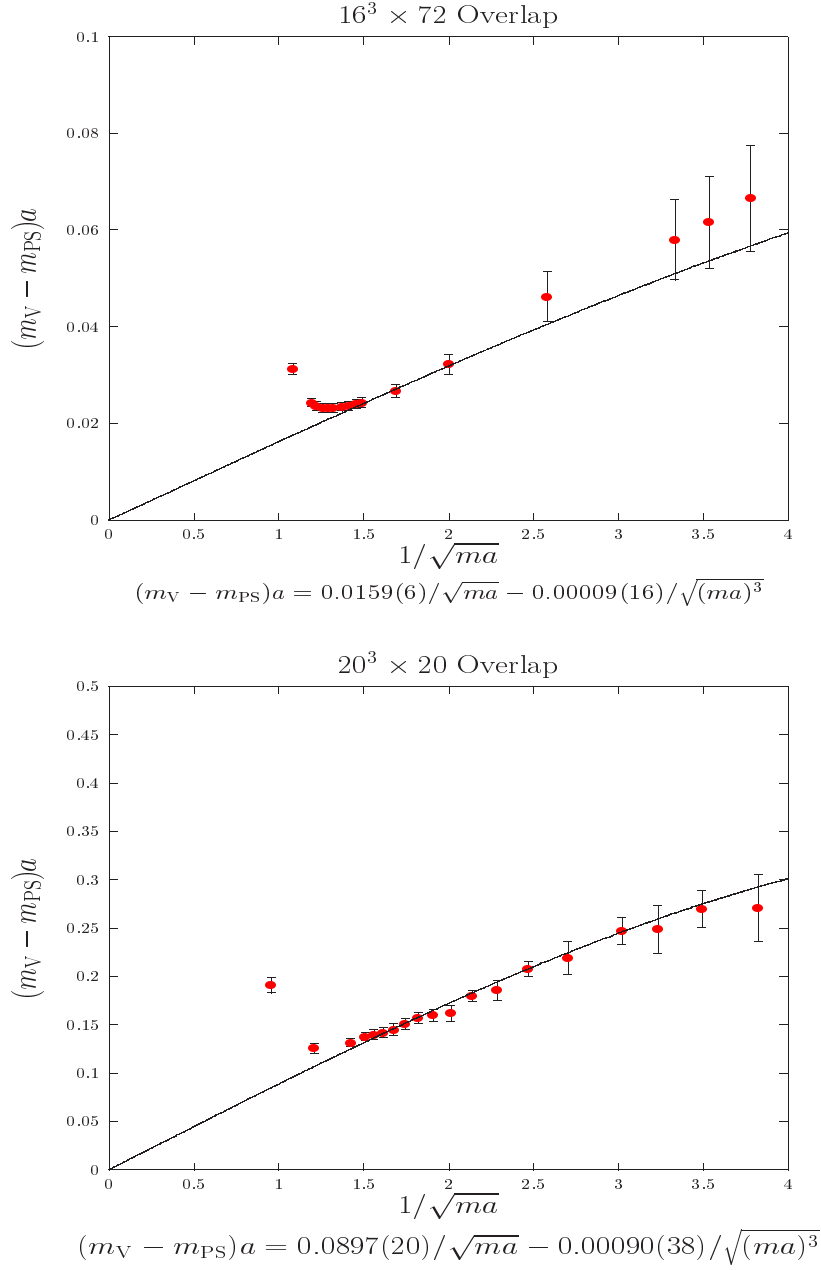 16³ × 72 Overlap
0.1
0.08
0.06
0.04
0.02
0
(m_V − m_PS)a
0 0.5 1 1.5 2 2.5 3 3.5 4
1/√ma
(m_V − m_PS)a = 0.0159(6)/√ma − 0.00009(16)/√(ma)³
20³ × 20 Overlap
0.5
0.45
0.4
0.35
0.3
0.25
0.2
0.15
0.1
0.05
0
(m_V − m_PS)a
0 0.5 1 1.5 2 2.5 3 3.5 4
1/√ma
(m_V − m_PS)a = 0.0897(20)/√ma − 0.00090(38)/√(ma)³